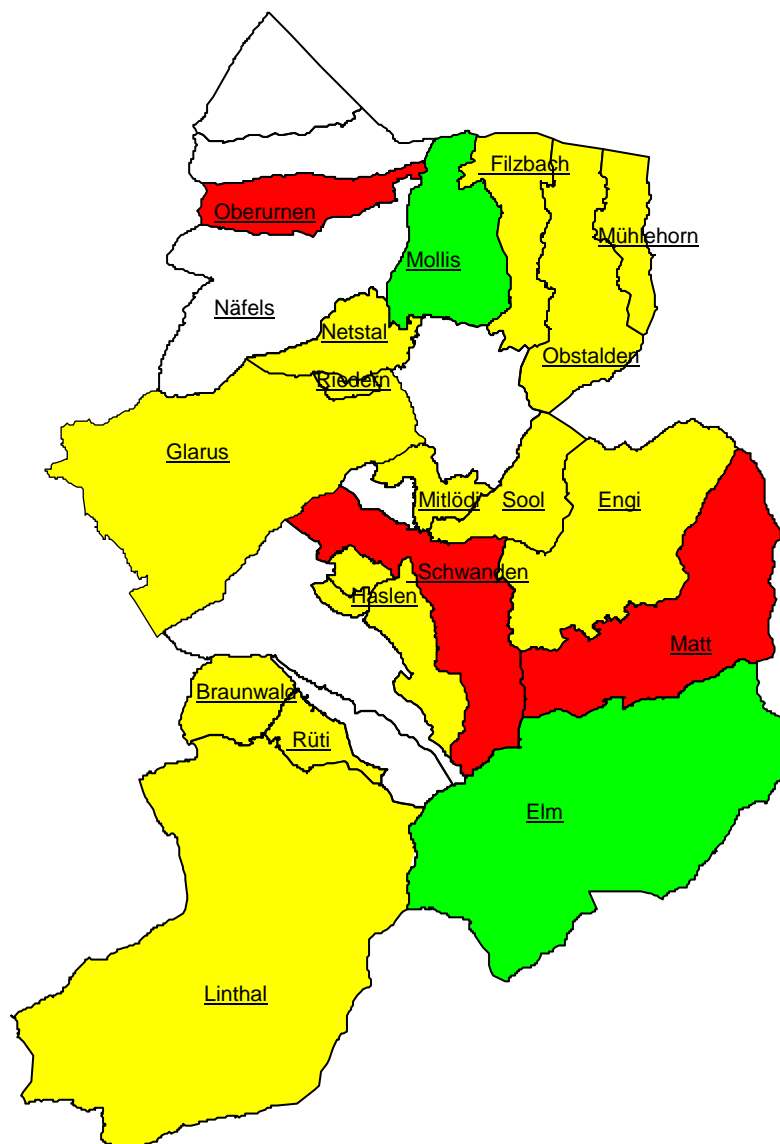 Filzbach
Oberurnen
Mühlehorn
Mollis
Näfels
Netstal
Obstalden
Riedern
Glarus
Mitlödi
Sool
Engi
Schwanden
Haslen
Matt
Braunwald
Rüti
Elm
Linthal